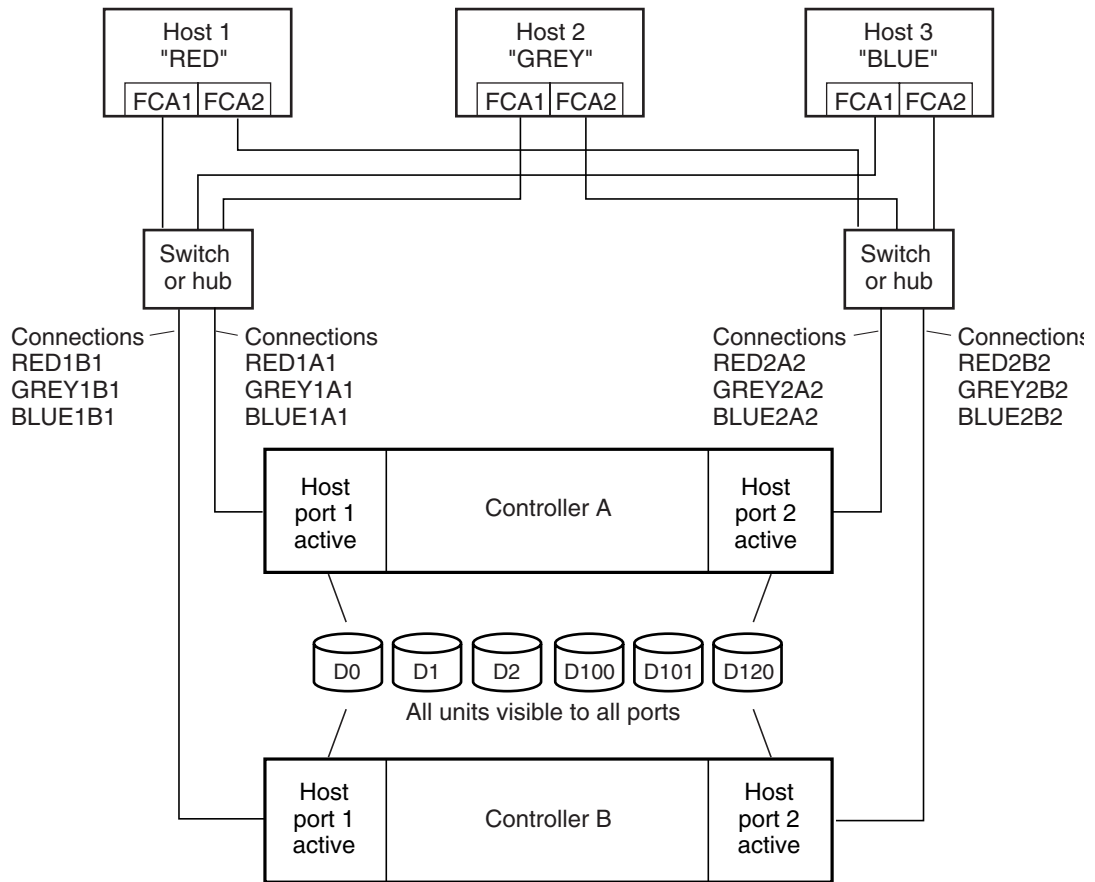 Host 1
"RED"
FCA1 FCA2
Host 2
"GREY"
FCA1 FCA2
Host 3
"BLUE"
FCA1 FCA2
Switch
or hub
Switch
or hub
Connections
RED1B1
GREY1B1
BLUE1B1
Connections
RED1A1
GREY1A1
BLUE1A1
Connections
RED2A2
GREY2A2
BLUE2A2
Connections
RED2B2
GREY2B2
BLUE2B2
Host
port 1
active
Controller A
Host
port 2
active
D0 D1 D2 D100 D101 D120
All units visible to all ports
Host
port 1
active
Controller B
Host
port 2
active